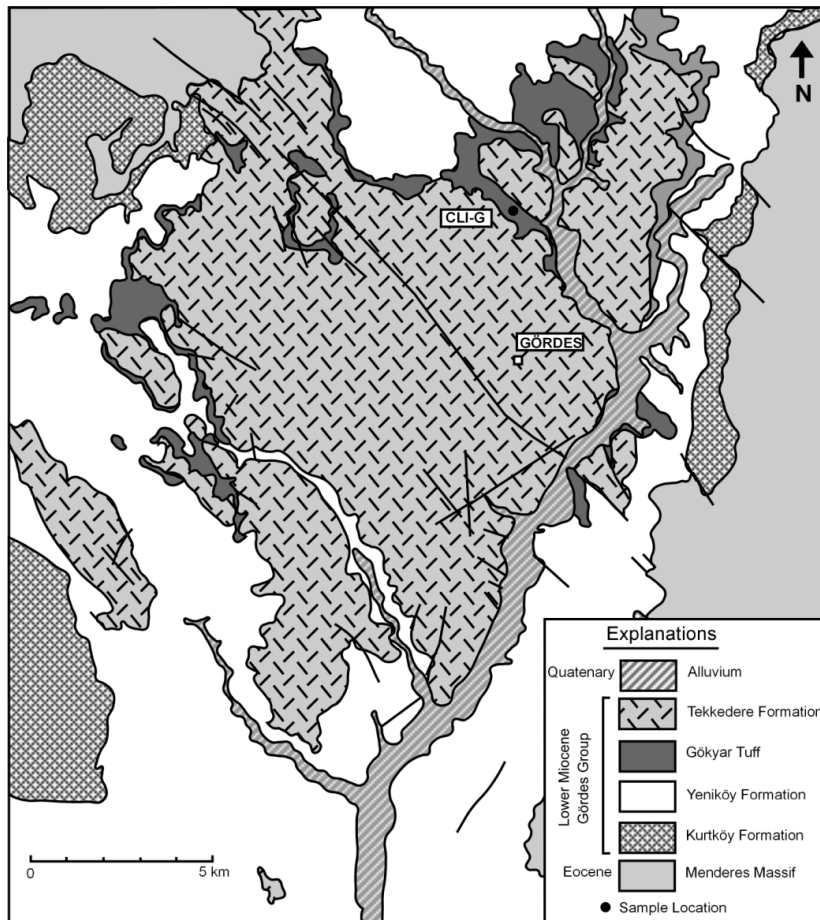 N
CLI-G
GÖRDES
0
5 km
Explanations
Quatenary
Alluvium
Lower Miocene
Gördes Group
Tekkedere Formation
Gökyar Tuff
Yeniköy Formation
Kurtköy Formation
Eocene
Menderes Massif
Sample Location